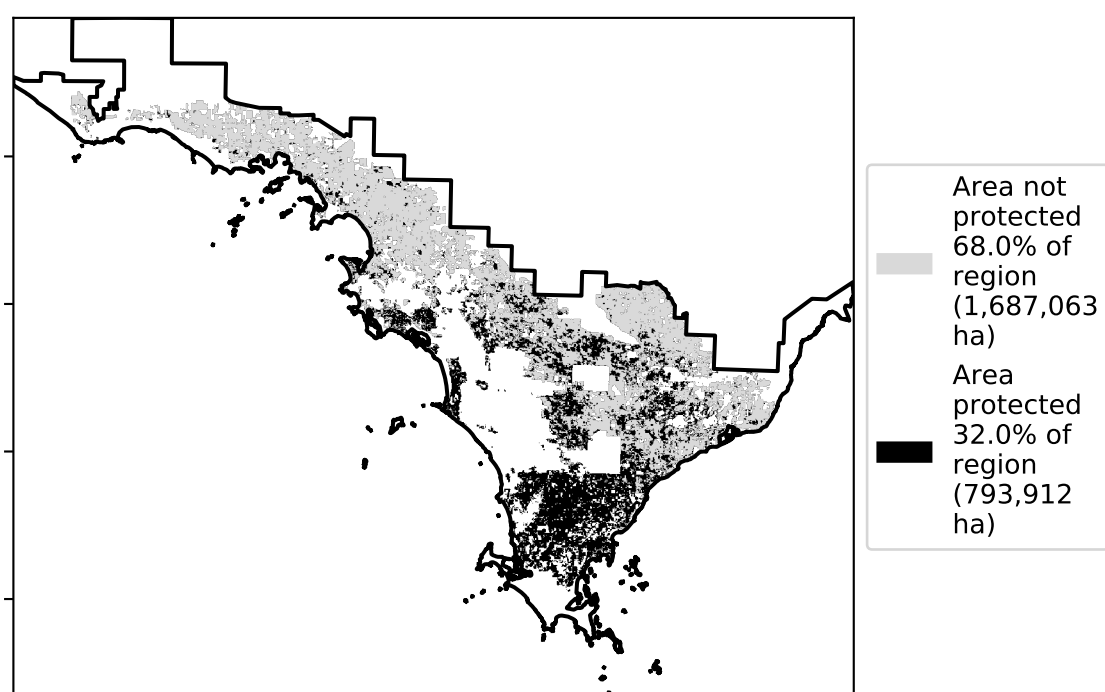 Area not
protected
68.0% of
region
(1,687,063
ha)
Area
protected
32.0% of
region
(793,912
ha)